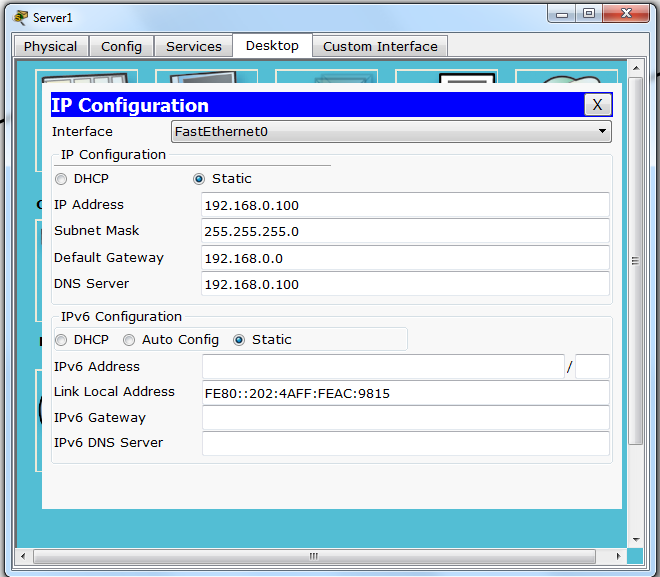 Server1
Physical Config Services Desktop Custom Interface
IP Configuration X
Interface FastEthernet0
IP Configuration
DHCP Static
IP Address 192.168.0.100
Subnet Mask 255.255.255.0
Default Gateway 192.168.0.0
DNS Server 192.168.0.100
IPv6 Configuration
DHCP Auto Config Static
IPv6 Address /
Link Local Address FE80::202:4AFF:FEAC:9815
IPv6 Gateway
IPv6 DNS Server